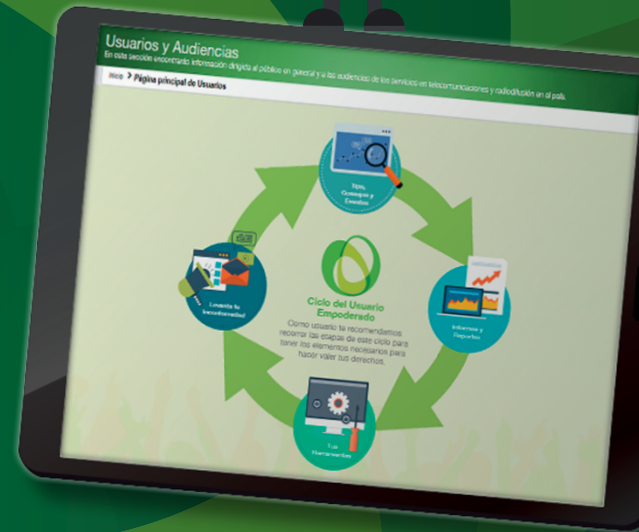 Usuarios y Audiencias
En esta sección encontrarás información dirigida al público en general y a las audiencias de los servicios en telecomunicaciones y radiodifusión en el país.
Inicio > Página principal de Usuarios
Tips,
Consejos y
Eventos
Levanta tu
Inconformidad
Ciclo del Usuario
Empoderado
Como usuario te recomendamos
recorrer las etapas de este ciclo para
tener los elementos necesarios para
hacer valer tus derechos.
Informes y
Reportes
Tus
Herramientas